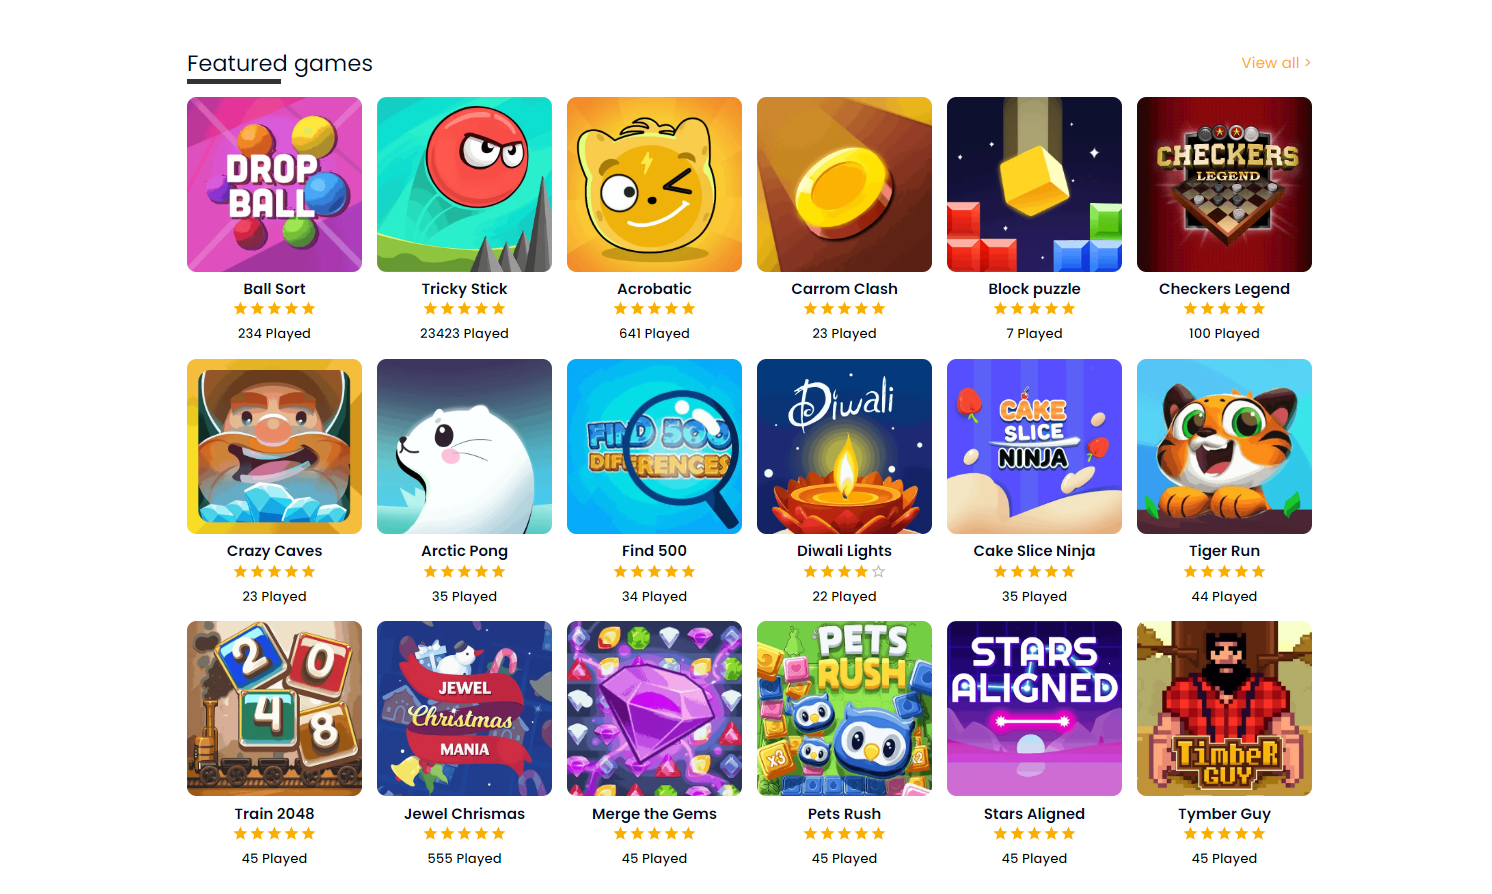 Featured games
View all >
DROP
BALL
CHECKERS
LEGEND
Ball Sort
Tricky Stick
Acrobatic
Carrom Clash
Block puzzle
Checkers Legend
234 Played
23423 Played
641 Played
23 Played
7 Played
100 Played
FIND 500
DIFFERENCES
Diwali
CAKE
SLICE
NINJA
Crazy Caves
Arctic Pong
Find 500
Diwali Lights
Cake Slice Ninja
Tiger Run
23 Played
35 Played
34 Played
22 Played
35 Played
44 Played
2
0
4
8
JEWEL
Christmas
MANIA
PETS
RUSH
x3
x2
STARS
ALIGNED
TimbeR
GUY
Train 2048
Jewel Chrismas
Merge the Gems
Pets Rush
Stars Aligned
Tymber Guy
45 Played
555 Played
45 Played
45 Played
45 Played
45 Played